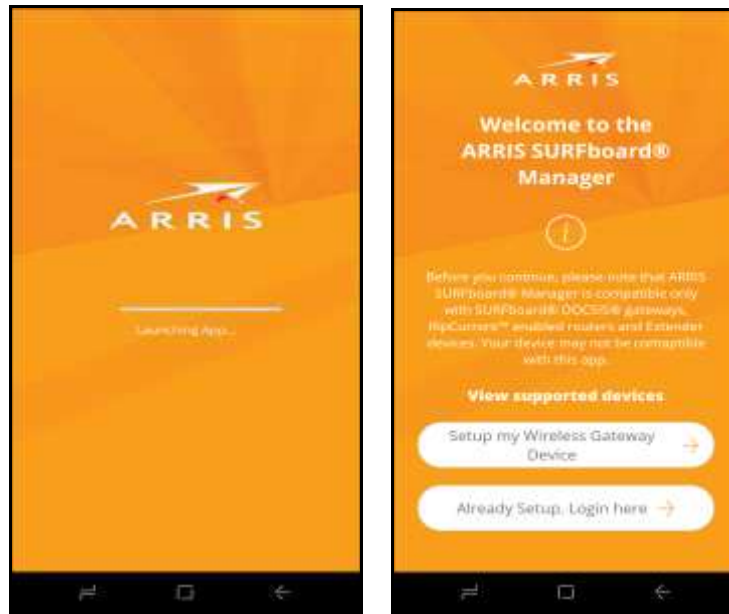 ARRIS
Launching App...
ARRIS
Welcome to the
ARRIS SURFboard®
Manager
i
Before you continue, please note that ARRIS
SURFboard® Manager is compatible only
with SURFboard® DOCSIS® gateways,
RipCurrent™ enabled routers and Extender
devices. Your device may not be comaptible
with this app.
View supported devices
Setup my Wireless Gateway
Device
Already Setup. Login here